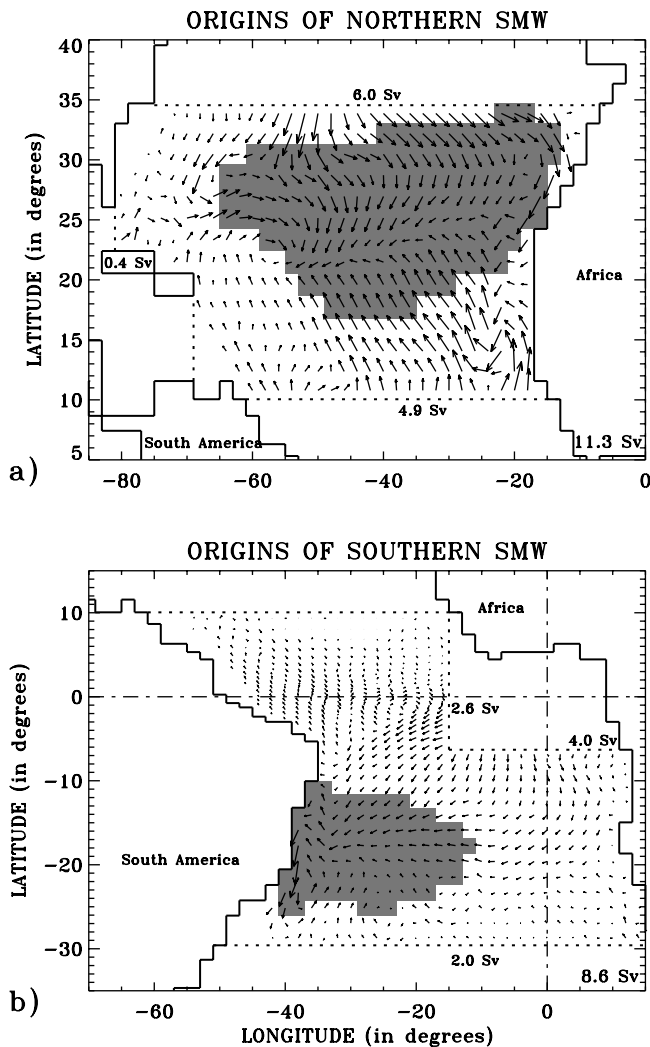 ORIGINS OF NORTHERN SMW
40
35
30
25
20
15
10
5
LATITUDE (in degrees)
6.0 Sv
0.4 Sv
Africa
4.9 Sv
South America
11.3 Sv
a)
−80
−60
−40
−20
0
ORIGINS OF SOUTHERN SMW
10
0
−10
−20
−30
LATITUDE (in degrees)
Africa
2.6 Sv
4.0 Sv
South America
2.0 Sv
8.6 Sv
b)
−60
−40
−20
0
LONGITUDE (in degrees)